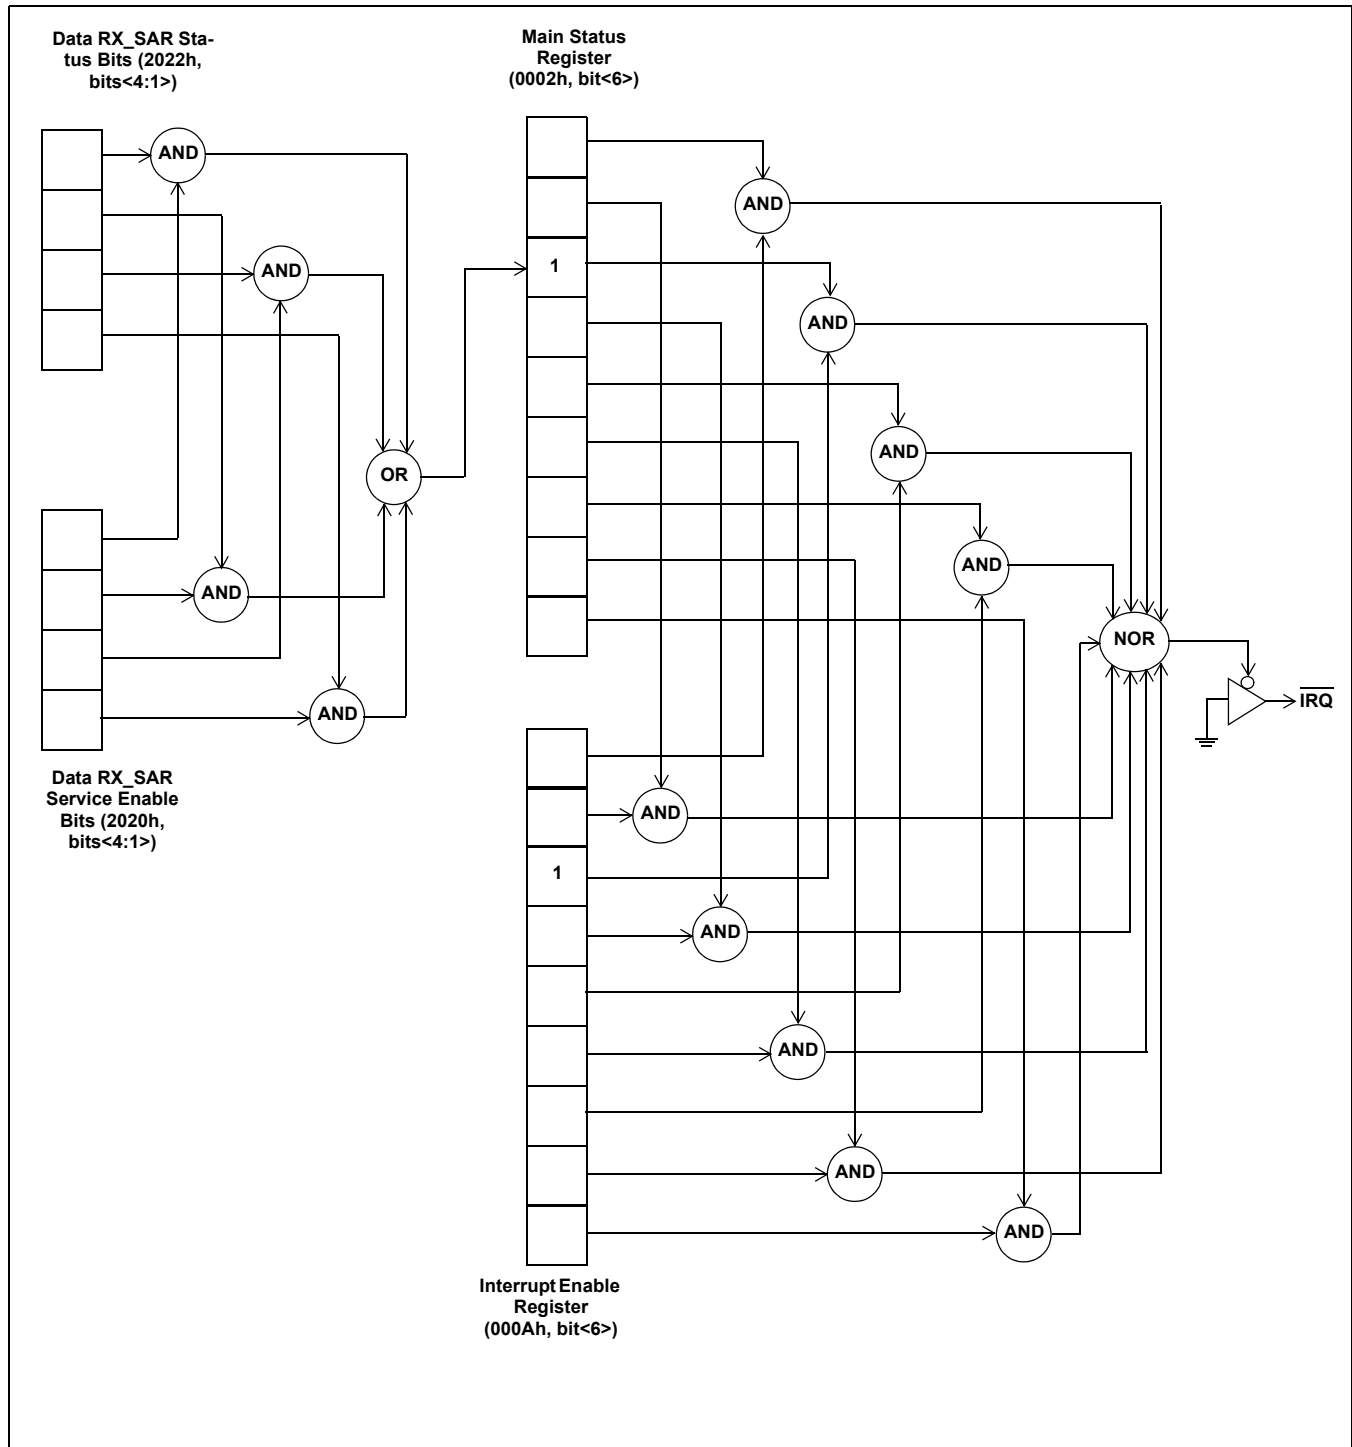 Data RX_SAR Sta-
tus Bits (2022h,
bits<4:1>)
Main Status
Register
(0002h, bit<6>)
AND
AND
AND
1
AND
AND
OR
AND
AND
AND
NOR
IRQ
Data RX_SAR
Service Enable
Bits (2020h,
bits<4:1>)
AND
1
AND
AND
AND
AND
Interrupt Enable
Register
(000Ah, bit<6>)